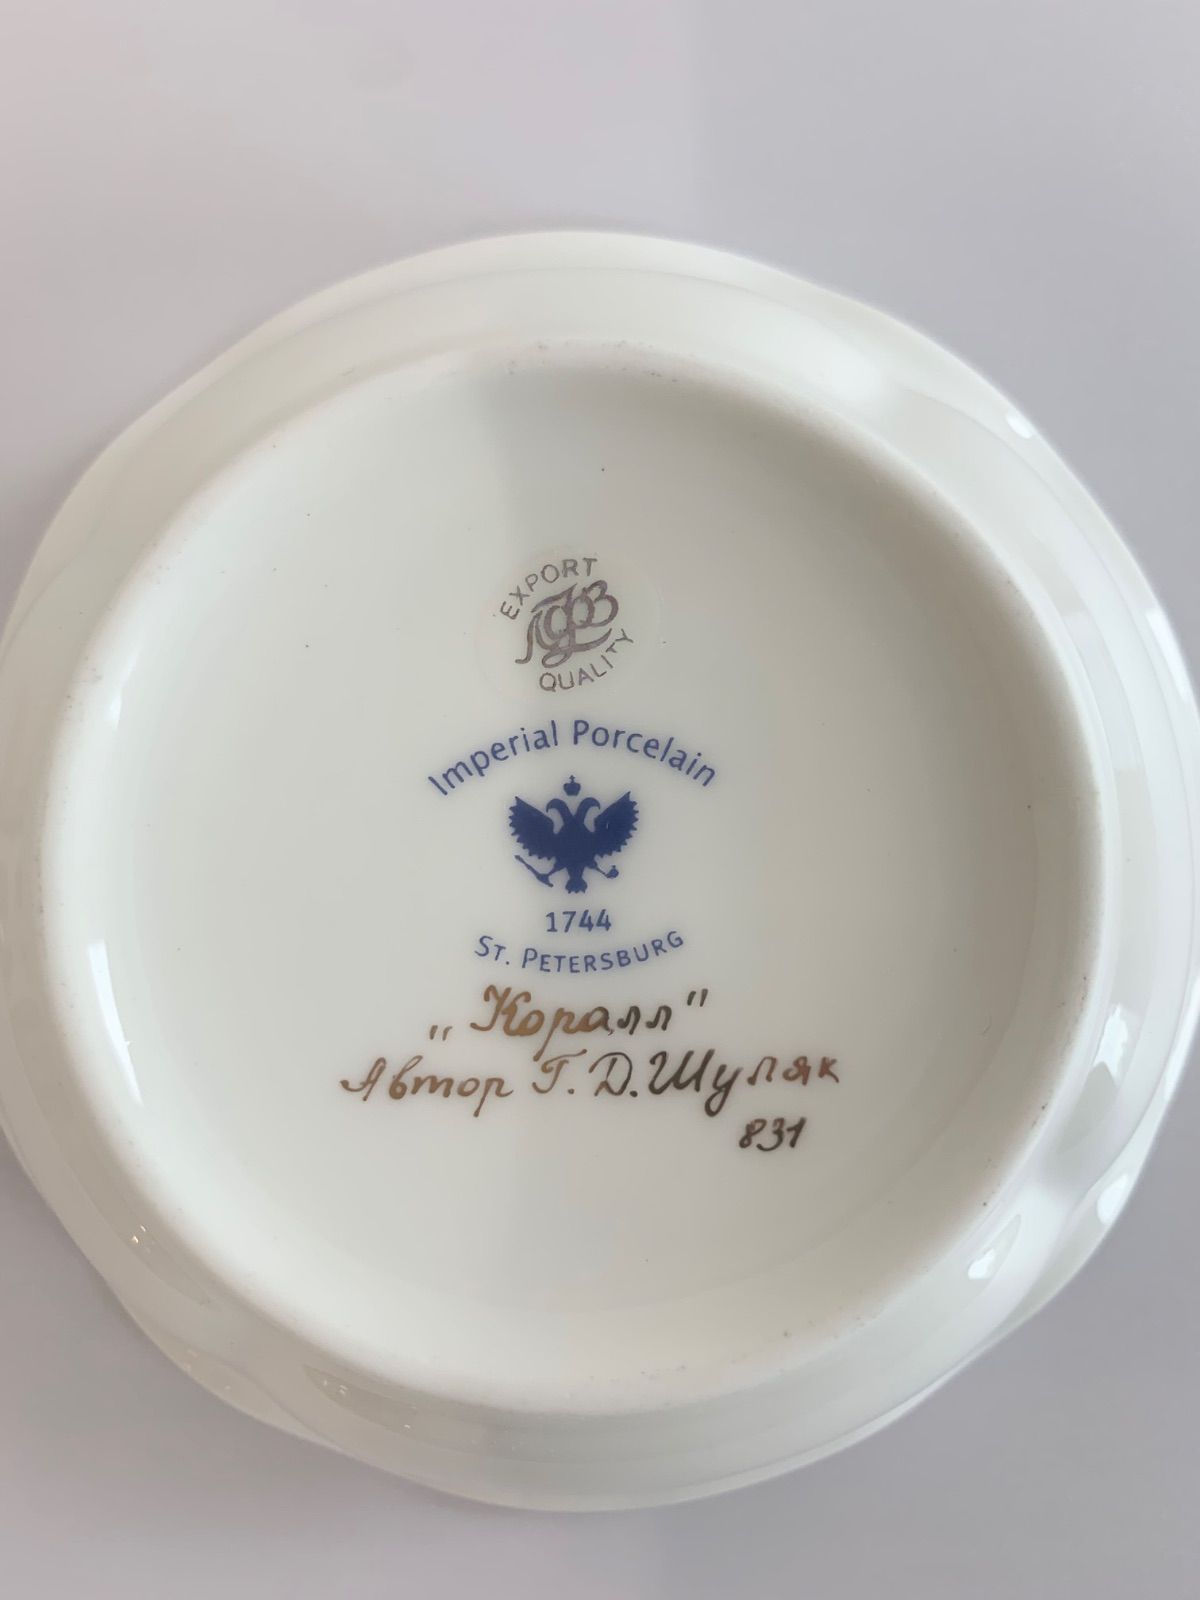 EXPORT
ЛФЗ
QUALITY
Imperial Porcelain
1744
ST. PETERSBURG
"Коралл"
Автор Г. Д. Шуляк
831